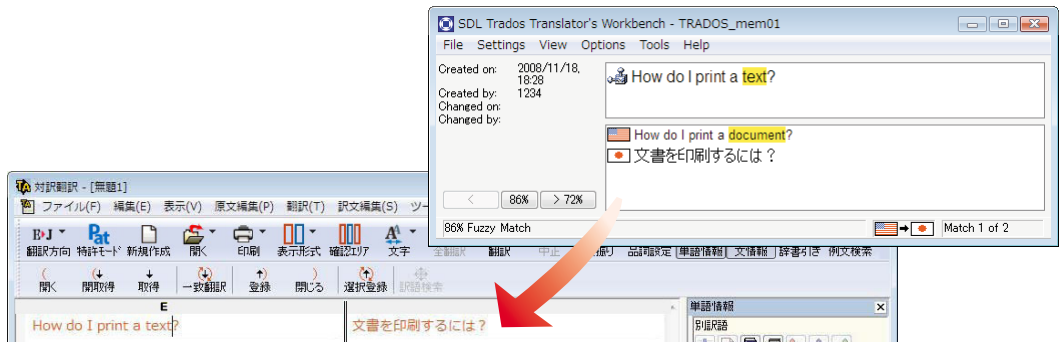 SDL Trados Translator's Workbench - TRADOS_mem01
File Settings View Options Tools Help
Created on: 2008/11/18, 18:28
Created by: 1234
Changed on:
Changed by:
How do I print a text?
How do I print a document?
文書を印刷するには？
< 86% > 72%
86% Fuzzy Match
Match 1 of 2
対訳翻訳 - [無題1]
ファイル(F) 編集(E) 表示(V) 原文編集(P) 翻訳(T) 訳文編集(S) ツー
E▸J Pat
翻訳方向 特許モード 新規作成 開く 印刷 表示形式 確認エリア 文字 全翻訳 翻訳 中止 振り 品詞設定 単語情報 文情報 辞書引き 例文検索
開く 開取得 取得 一致翻訳 登録 閉じる 選択登録 訳語検索
E
How do I print a text?
文書を印刷するには？
単語情報
別訳語